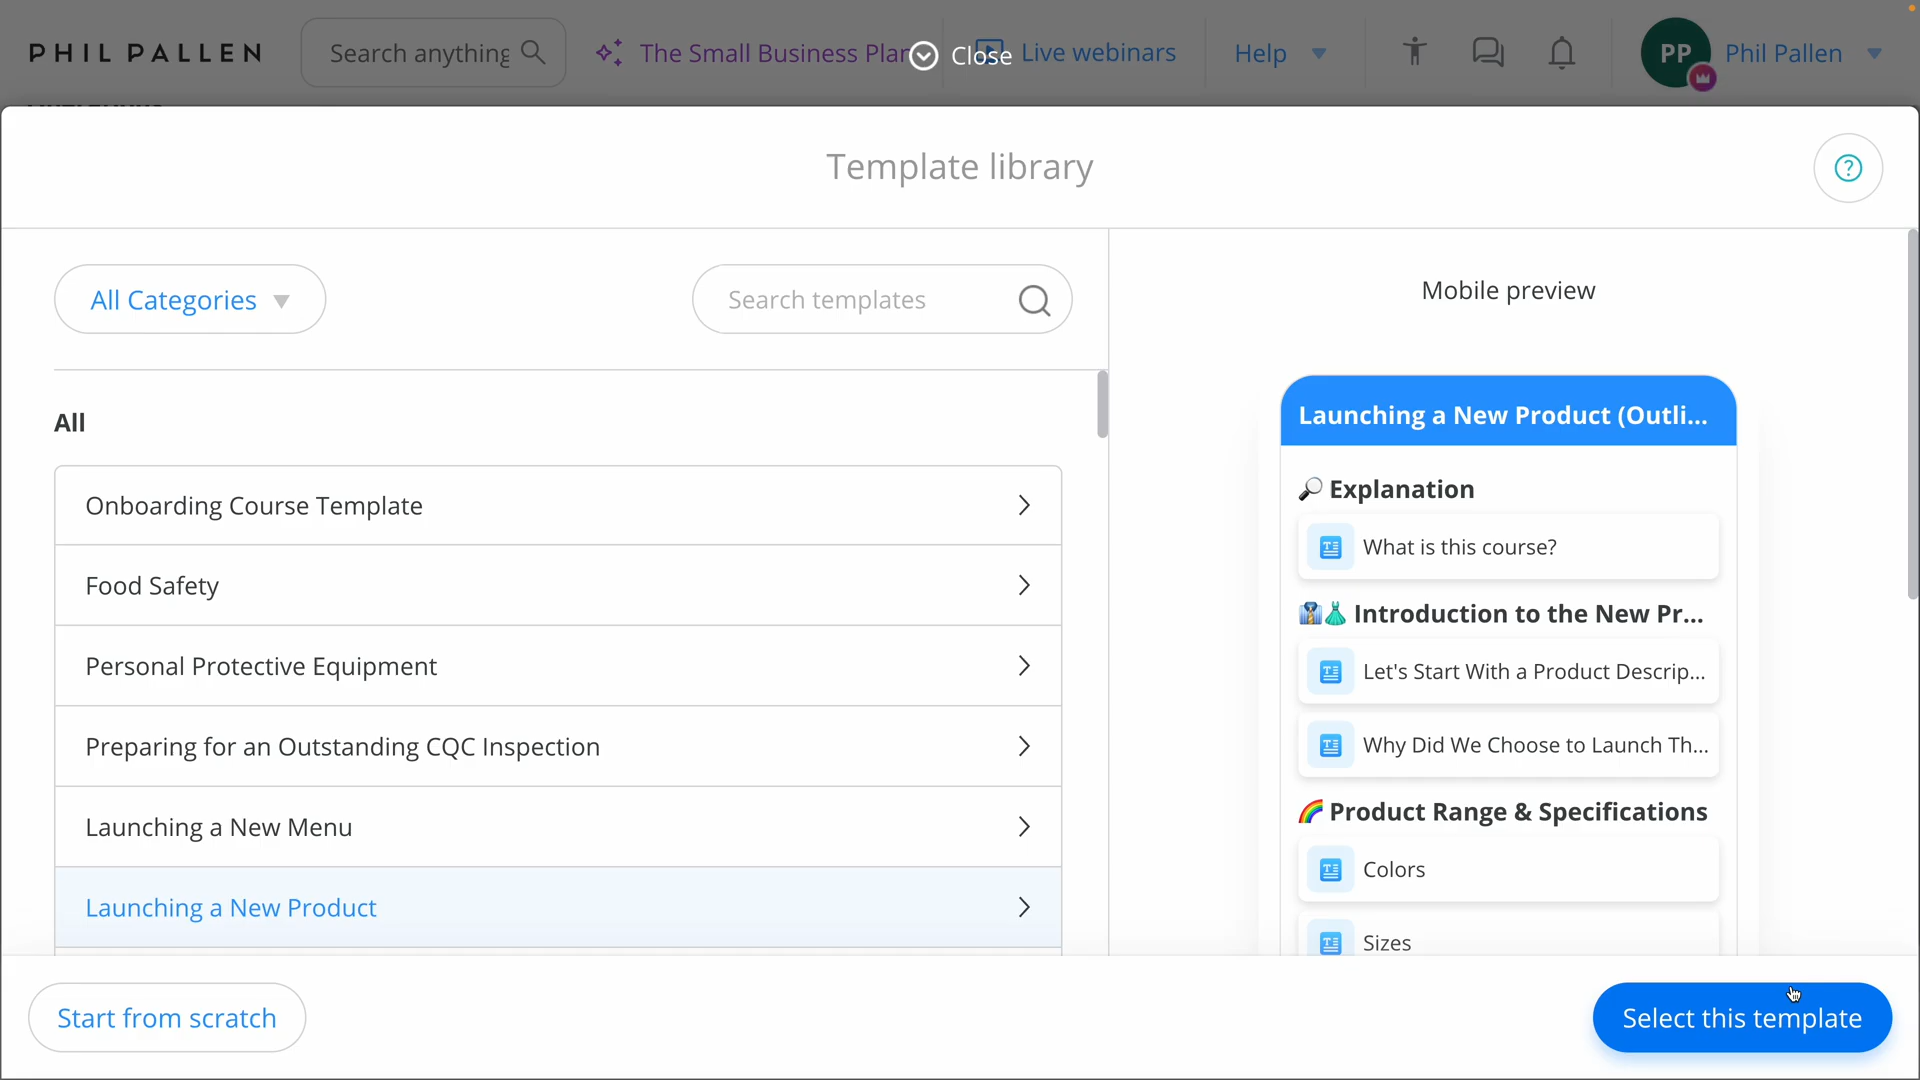 PHIL PALLEN
Search anything
The Small Business Plan
Close
Live webinars
Help
PP
Phil Pallen
Template library
All Categories
Search templates
Mobile preview
All
Onboarding Course Template
Food Safety
Personal Protective Equipment
Preparing for an Outstanding CQC Inspection
Launching a New Menu
Launching a New Product
Launching a New Product (Outli...
Explanation
What is this course?
Introduction to the New Pr...
Let's Start With a Product Descrip...
Why Did We Choose to Launch Th...
Product Range & Specifications
Colors
Sizes
Start from scratch
Select this template